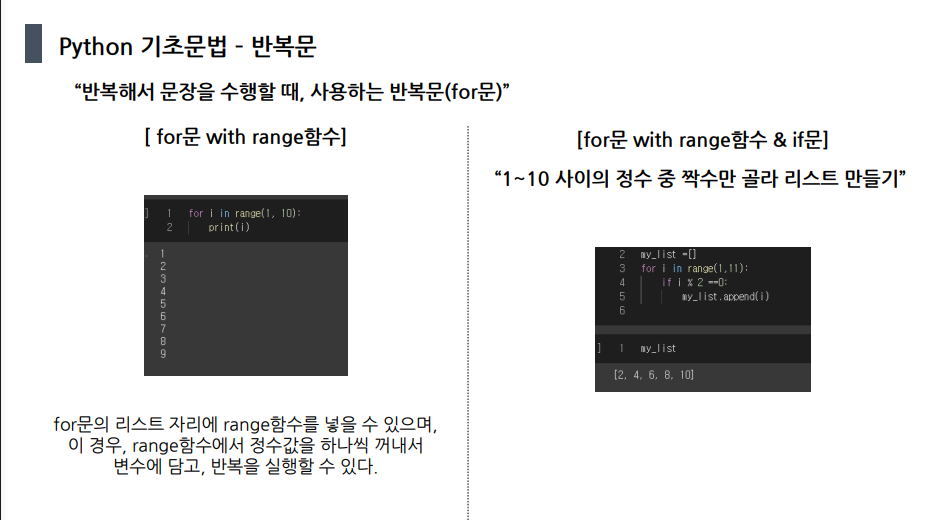 Python 기초문법 - 반복문
“반복해서 문장을 수행할 때, 사용하는 반복문(for문)”
[ for문 with range함수]
] 1 for i in range(1, 10):
2 print(i)
1
2
3
4
5
6
7
8
9
for문의 리스트 자리에 range함수를 넣을 수 있으며,
이 경우, range함수에서 정수값을 하나씩 꺼내서
변수에 담고, 반복을 실행할 수 있다.
[for문 with range함수 & if문]
“1~10 사이의 정수 중 짝수만 골라 리스트 만들기”
2 my_list =[]
3 for i in range(1,11):
4 if i % 2 ==0:
5 my_list.append(i)
6
] 1 my_list
[2, 4, 6, 8, 10]